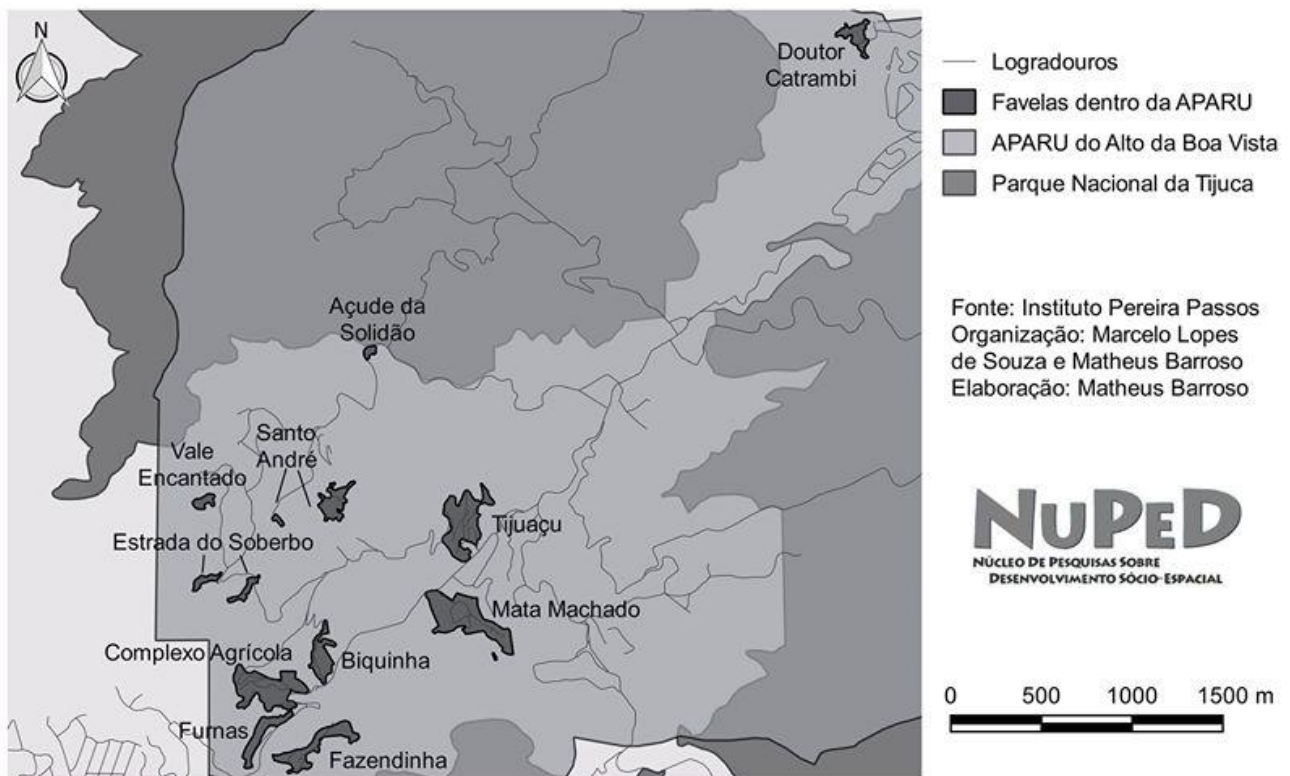 N
Doutor
Catrambi
Açude da
Solidão
Santo
André
Vale
Encantado
Estrada do Soberbo
Tijuaçu
Mata Machado
Complexo Agrícola
Biquinha
Furnas
Fazendinha
Logradouros
Favelas dentro da APARU
APARU do Alto da Boa Vista
Parque Nacional da Tijuca
Fonte: Instituto Pereira Passos
Organização: Marcelo Lopes
de Souza e Matheus Barroso
Elaboração: Matheus Barroso
NUPED
NÚCLEO DE PESQUISAS SOBRE
DESENVOLVIMENTO SÓCIO-ESPACIAL
0 500 1000 1500 m